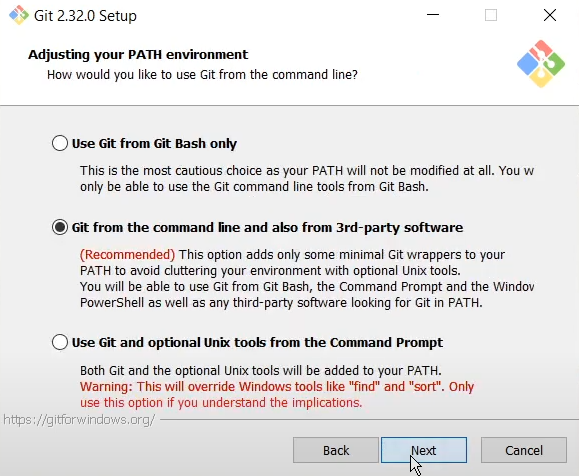 Git 2.32.0 Setup
Adjusting your PATH environment
How would you like to use Git from the command line?
Use Git from Git Bash only
This is the most cautious choice as your PATH will not be modified at all. You w
only be able to use the Git command line tools from Git Bash.
Git from the command line and also from 3rd-party software
(Recommended) This option adds only some minimal Git wrappers to your
PATH to avoid cluttering your environment with optional Unix tools.
You will be able to use Git from Git Bash, the Command Prompt and the Window
PowerShell as well as any third-party software looking for Git in PATH.
Use Git and optional Unix tools from the Command Prompt
Both Git and the optional Unix tools will be added to your PATH.
Warning: This will override Windows tools like "find" and "sort". Only
use this option if you understand the implications.
https://gitforwindows.org/
Back
Next
Cancel